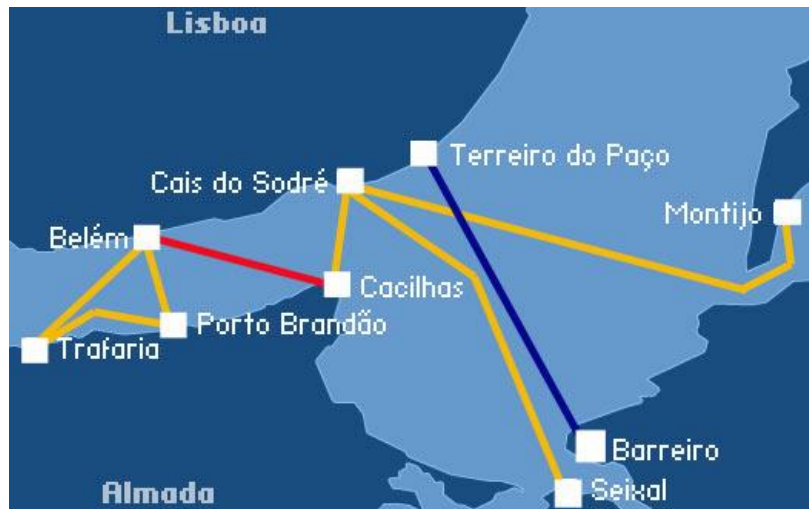 Lisboa
Terreiro do Paço
Cais do Sodré
Montijo
Belém
Cacilhas
Porto Brandão
Trafaria
Barreiro
Almada
Seixal